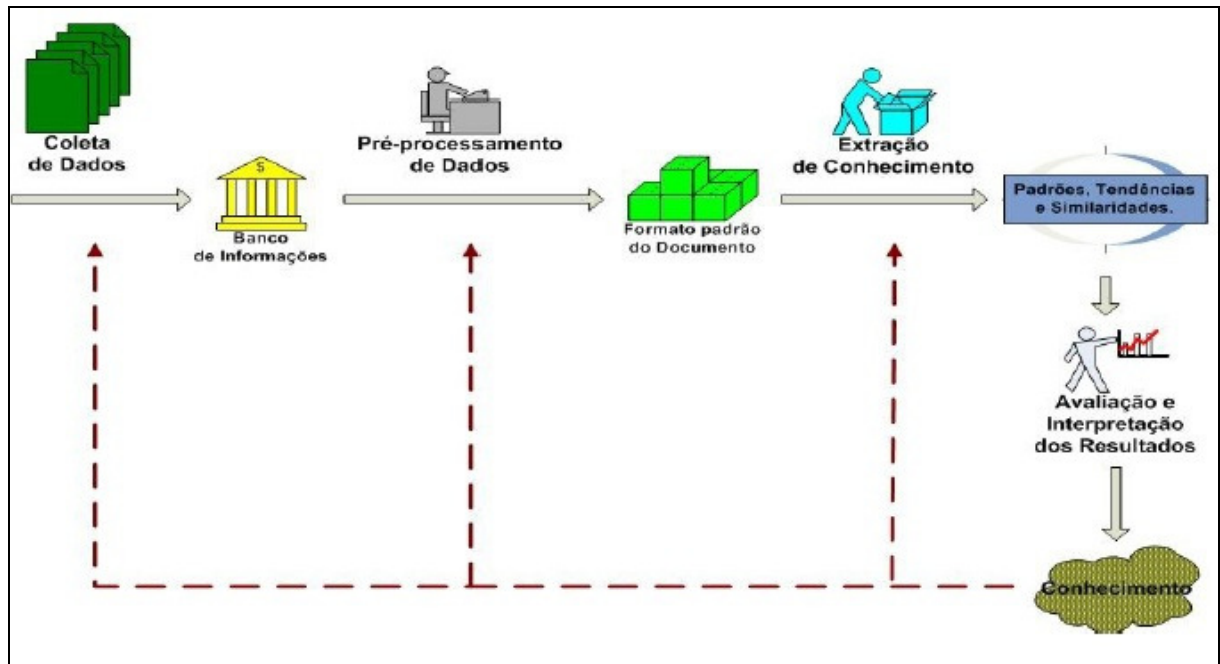 Coleta
de Dados
$
Banco
de Informações
Pré-processamento
de Dados
Formato padrão
do Documento
Extração
de Conhecimento
Padrões, Tendências
e Similaridades.
Avaliação e
Interpretação
dos Resultados
Conhecimento